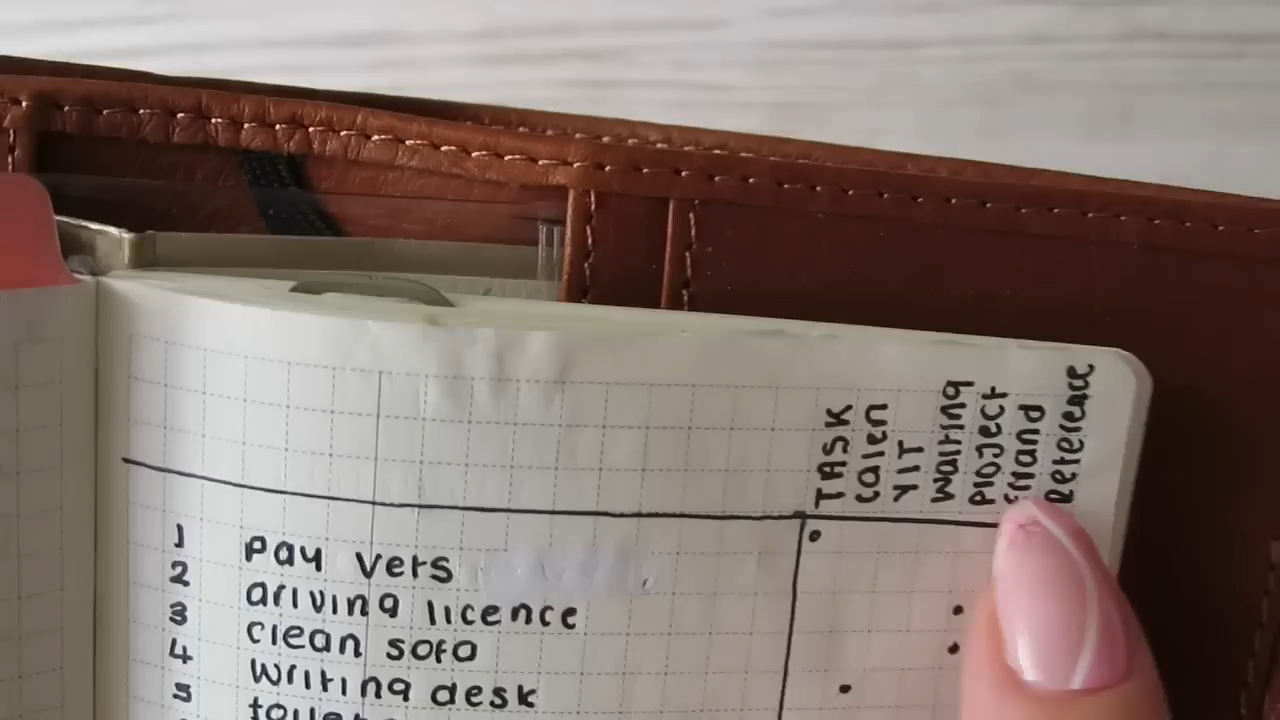 TASK
calen
YIT
waiting
project
errand
Reference
1 pay vets
2 driving licence
3 clean sofa
4 writing desk
5